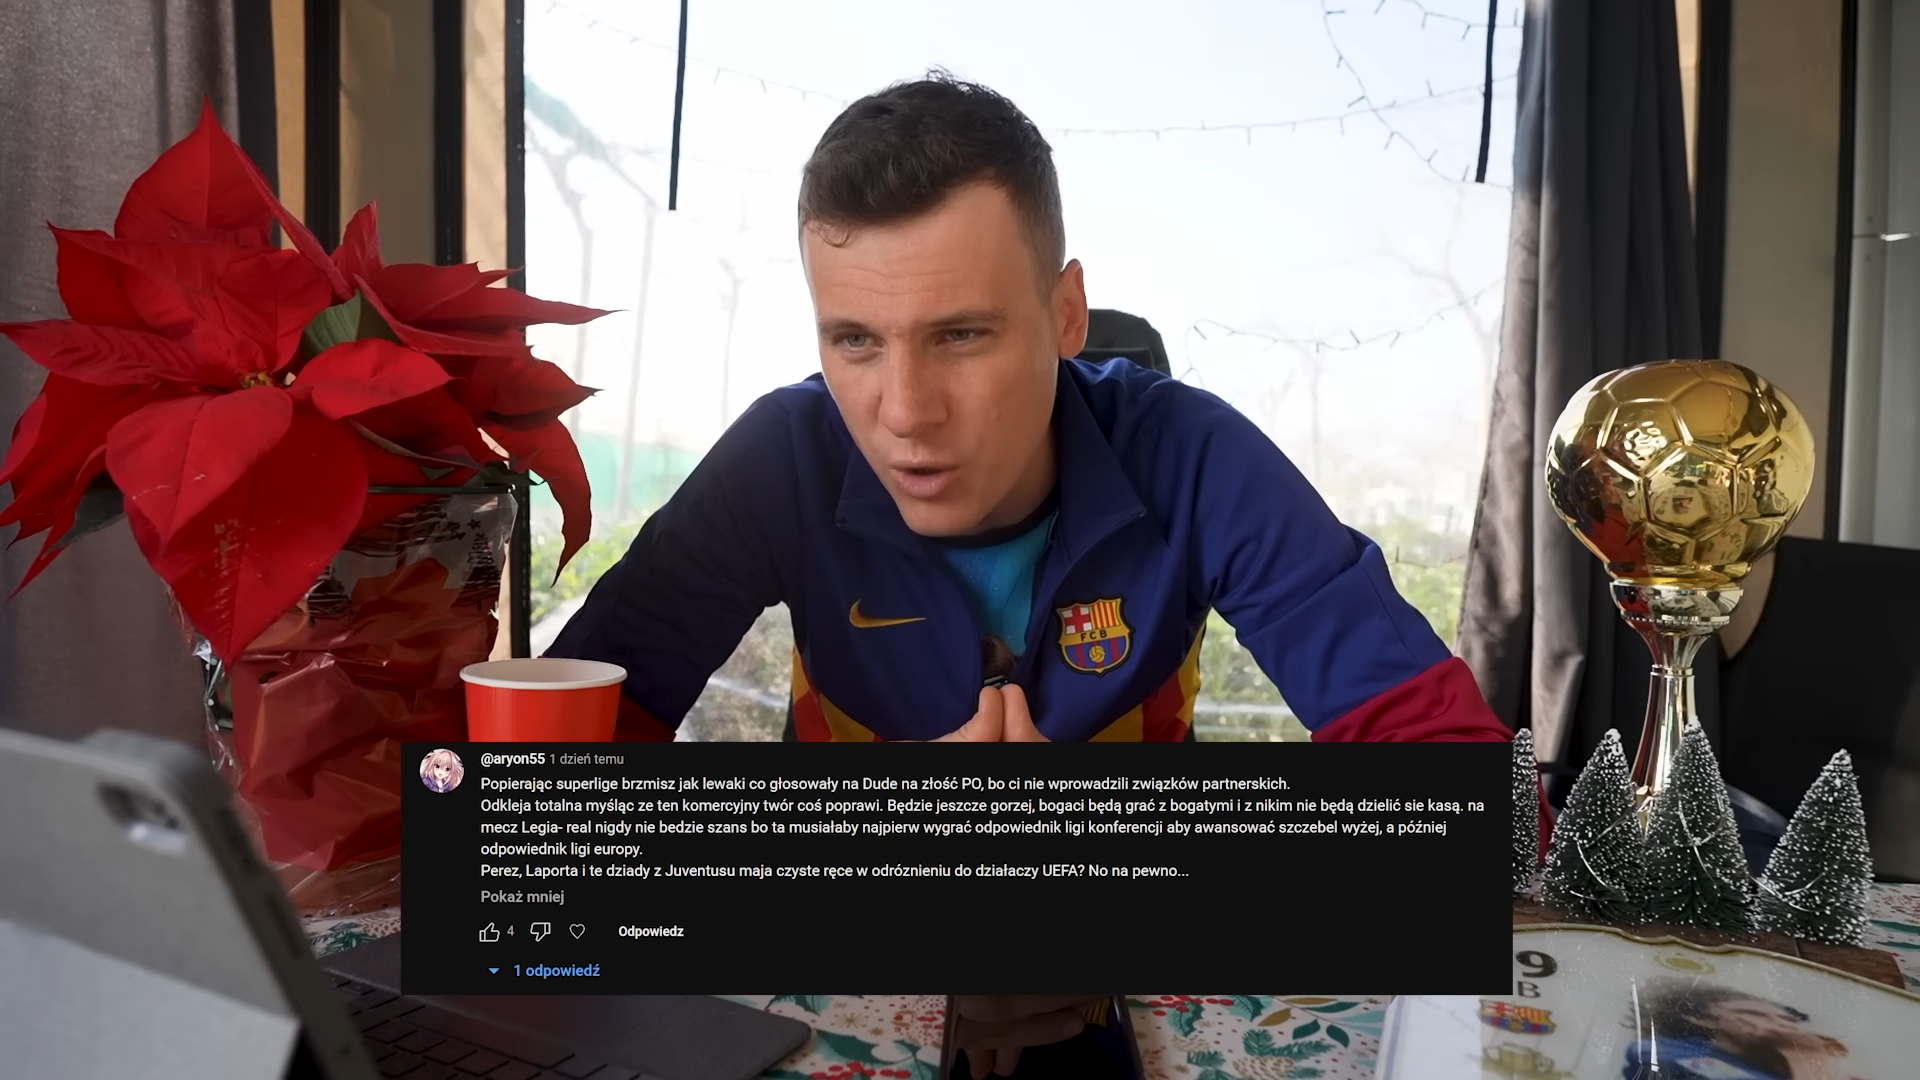 @aryon55 1 dzień temu
Popierając superlige brzmisz jak lewaki co głosowały na Dude na złość PO, bo ci nie wprowadzili związków partnerskich.
Odkleja totalna myśląc ze ten komercyjny twór coś poprawi. Będzie jeszcze gorzej, bogaci będą grać z bogatymi i z nikim nie będą dzielić sie kasą. na
mecz Legia- real nigdy nie bedzie szans bo ta musiałaby najpierw wygrać odpowiednik ligi konferencji aby awansować szczebel wyżej, a później
odpowiednik ligi europy.
Perez, Laporta i te dziady z Juventusu maja czyste ręce w odróznieniu do działaczy UEFA? No na pewno...
Pokaż mniej
4
Odpowiedz
1 odpowiedź
FCB
9
B